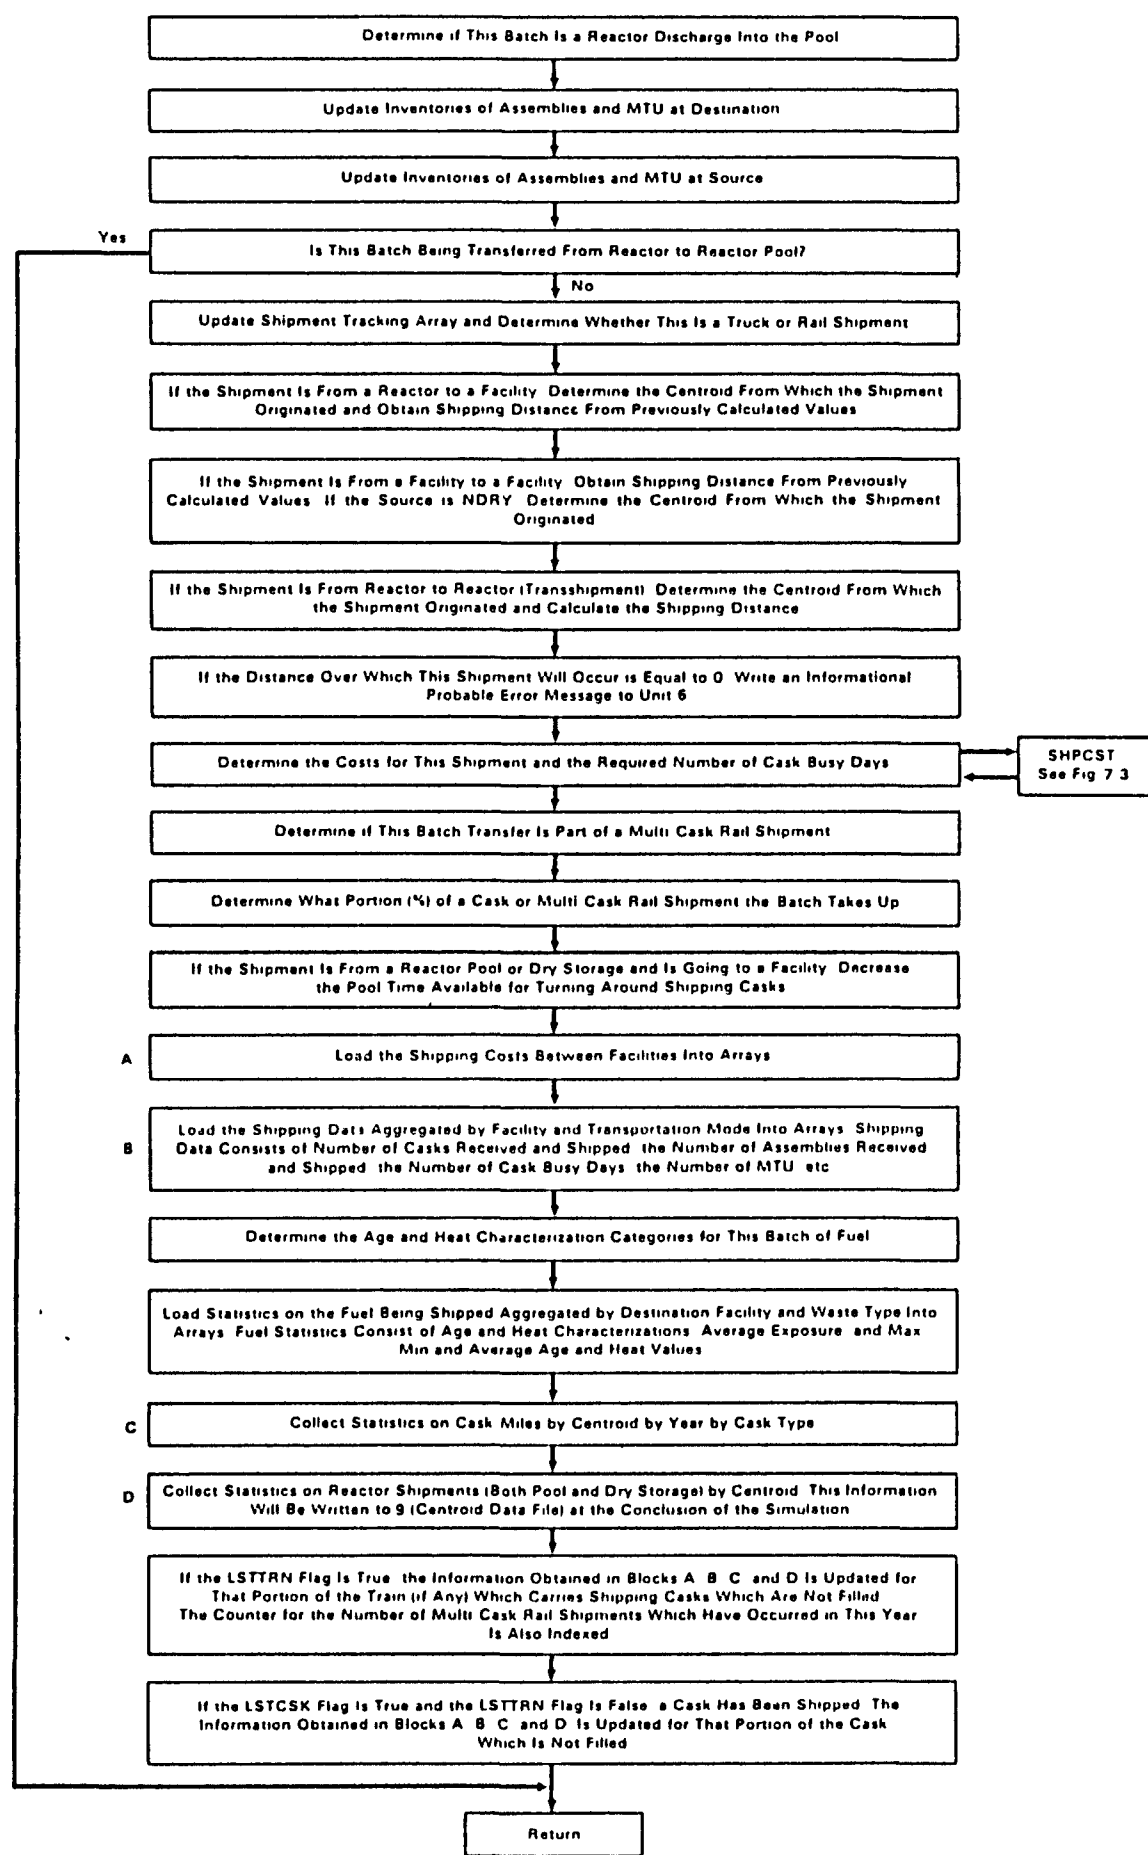 Determine if This Batch Is a Reactor Discharge Into the Pool
Update Inventories of Assemblies and MTU at Destination
Update Inventories of Assemblies and MTU at Source
Yes
Is This Batch Being Transferred From Reactor to Reactor Pool?
No
Update Shipment Tracking Array and Determine Whether This Is a Truck or Rail Shipment
If the Shipment Is From a Reactor to a Facility Determine the Centroid From Which the Shipment
Originated and Obtain Shipping Distance From Previously Calculated Values
If the Shipment Is From a Facility to a Facility Obtain Shipping Distance From Previously
Calculated Values If the Source is NDRY Determine the Centroid From Which the Shipment
Originated
If the Shipment Is From Reactor to Reactor (Transshipment) Determine the Centroid From Which
the Shipment Originated and Calculate the Shipping Distance
If the Distance Over Which This Shipment Will Occur is Equal to 0 Write an Informational
Probable Error Message to Unit 6
Determine the Costs for This Shipment and the Required Number of Cask Busy Days
SHPCST
See Fig 7 3
Determine if This Batch Transfer Is Part of a Multi Cask Rail Shipment
Determine What Portion (%) of a Cask or Multi Cask Rail Shipment the Batch Takes Up
If the Shipment Is From a Reactor Pool or Dry Storage and Is Going to a Facility Decrease
the Pool Time Available for Turning Around Shipping Casks
A
Load the Shipping Costs Between Facilities Into Arrays
B
Load the Shipping Data Aggregated by Facility and Transportation Mode Into Arrays Shipping
Data Consists of Number of Casks Received and Shipped the Number of Assemblies Received
and Shipped the Number of Cask Busy Days the Number of MTU etc
Determine the Age and Heat Characterization Categories for This Batch of Fuel
Load Statistics on the Fuel Being Shipped Aggregated by Destination Facility and Waste Type Into
Arrays Fuel Statistics Consist of Age and Heat Characterizations Average Exposure and Max
Min and Average Age and Heat Values
C
Collect Statistics on Cask Miles by Centroid by Year by Cask Type
D
Collect Statistics on Reactor Shipments (Both Pool and Dry Storage) by Centroid This Information
Will Be Written to 9 (Centroid Data File) at the Conclusion of the Simulation
If the LSTTRN Flag Is True the Information Obtained in Blocks A B C and D Is Updated for
That Portion of the Train (if Any) Which Carries Shipping Casks Which Are Not Filled
The Counter for the Number of Multi Cask Rail Shipments Which Have Occurred in This Year
Is Also Indexed
If the LSTCSK Flag Is True and the LSTTRN Flag Is False a Cask Has Been Shipped The
Information Obtained in Blocks A B C and D Is Updated for That Portion of the Cask
Which Is Not Filled
Return